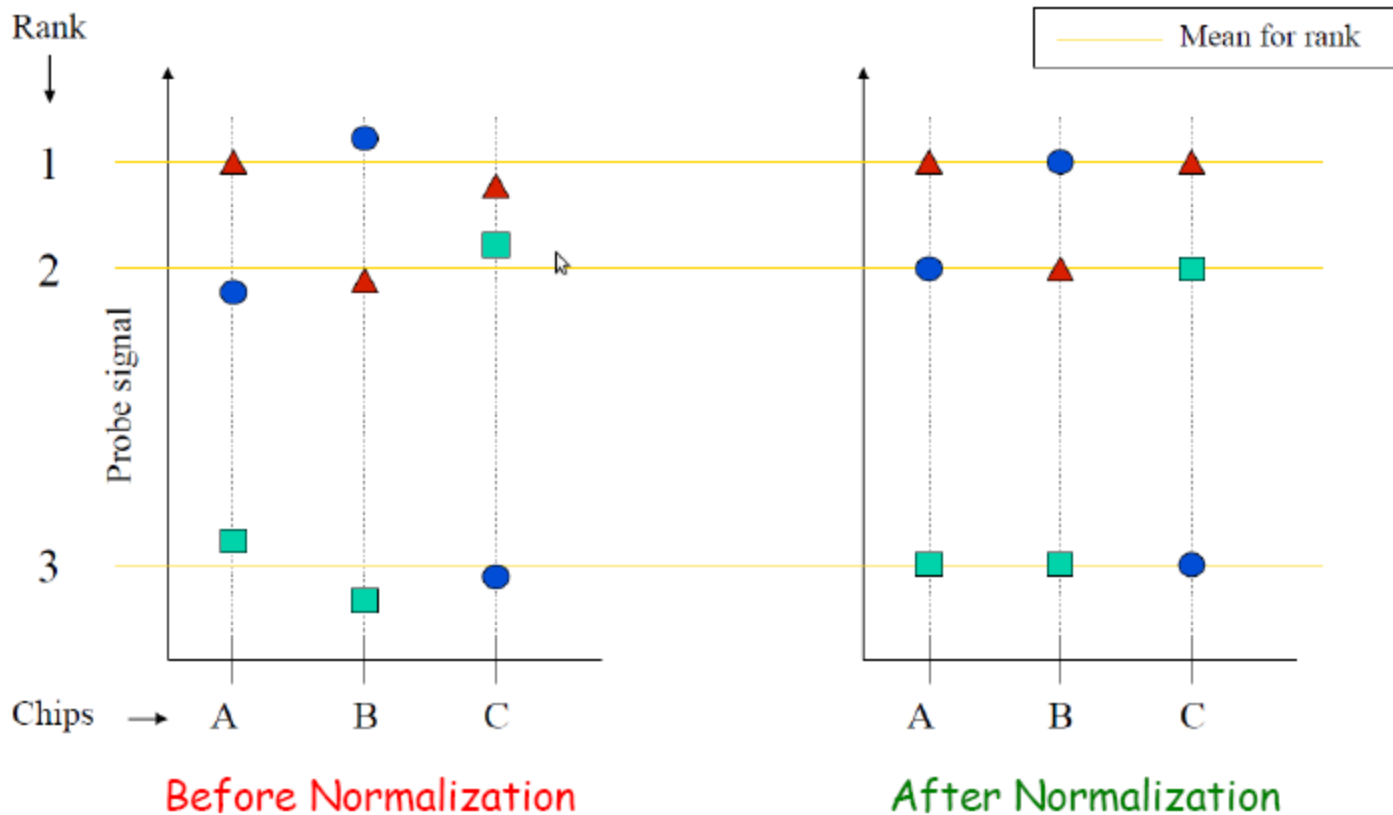 Rank
Mean for rank
1
2
3
Probe signal
Chips
A B C
A B C
Before Normalization
After Normalization